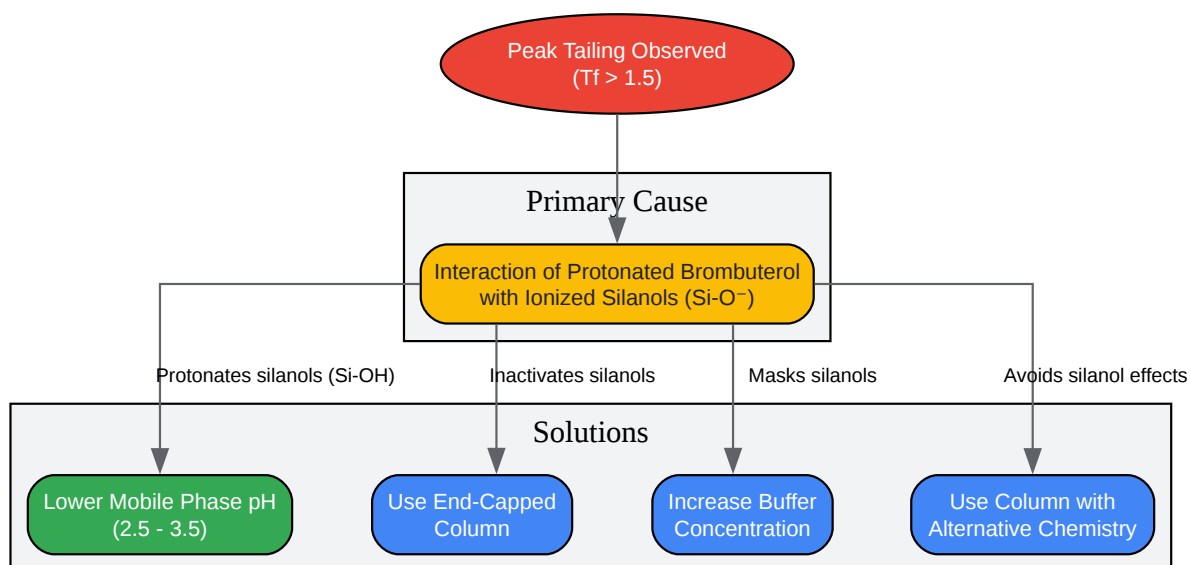 Peak Tailing Observed
(Tf > 1.5)
Primary Cause
Interaction of Protonated Brombuterol
with Ionized Silanols (Si-O⁻)
Protonates silanols (Si-OH)
Inactivates silanols
Masks silanols
Avoids silanol effects
Solutions
Lower Mobile Phase pH
(2.5 - 3.5)
Use End-Capped
Column
Increase Buffer
Concentration
Use Column with
Alternative Chemistry